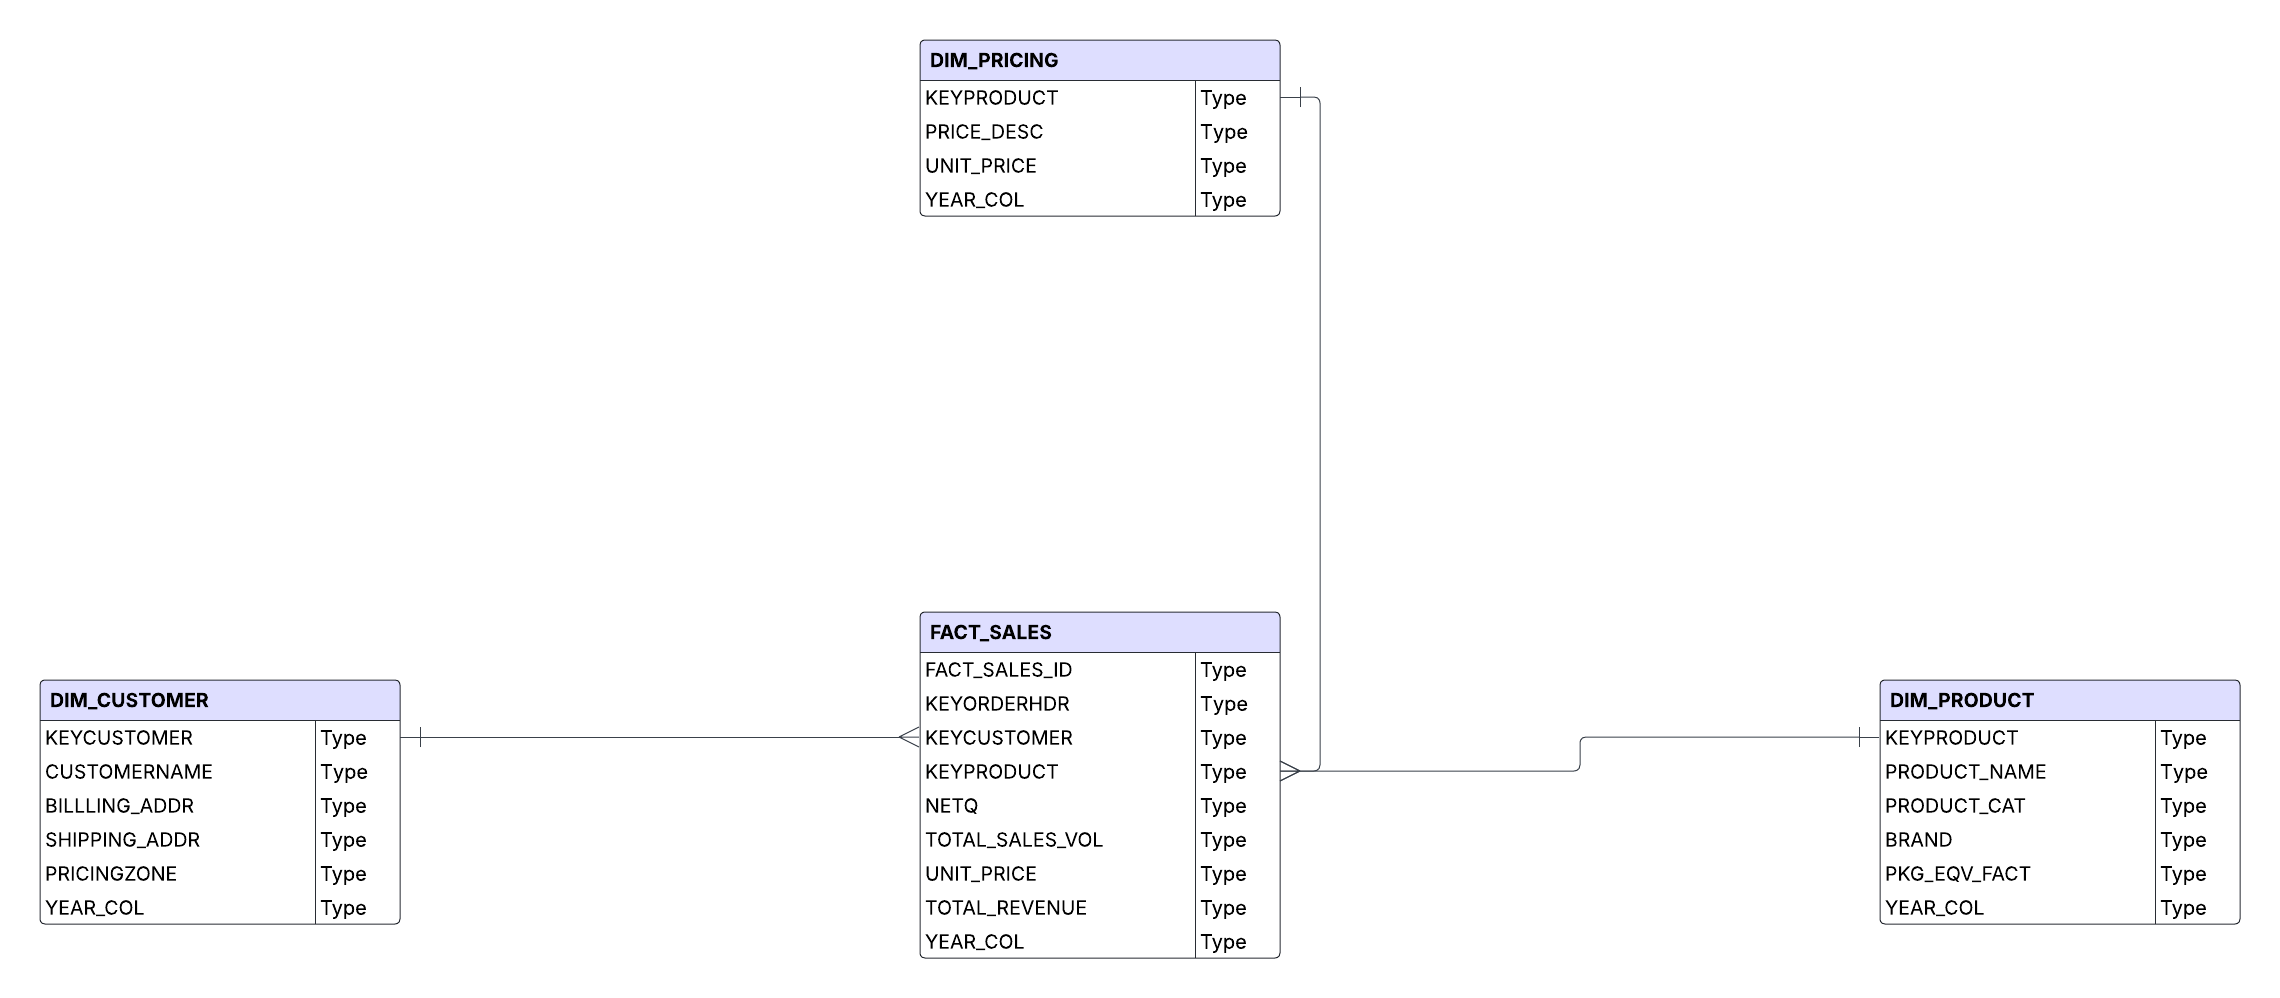 DIM_PRICING
KEYPRODUCT Type
PRICE_DESC Type
UNIT_PRICE Type
YEAR_COL Type
DIM_CUSTOMER
KEYCUSTOMER Type
CUSTOMERNAME Type
BILLLING_ADDR Type
SHIPPING_ADDR Type
PRICINGZONE Type
YEAR_COL Type
FACT_SALES
FACT_SALES_ID Type
KEYORDERHDR Type
KEYCUSTOMER Type
KEYPRODUCT Type
NETQ Type
TOTAL_SALES_VOL Type
UNIT_PRICE Type
TOTAL_REVENUE Type
YEAR_COL Type
DIM_PRODUCT
KEYPRODUCT Type
PRODUCT_NAME Type
PRODUCT_CAT Type
BRAND Type
PKG_EQV_FACT Type
YEAR_COL Type